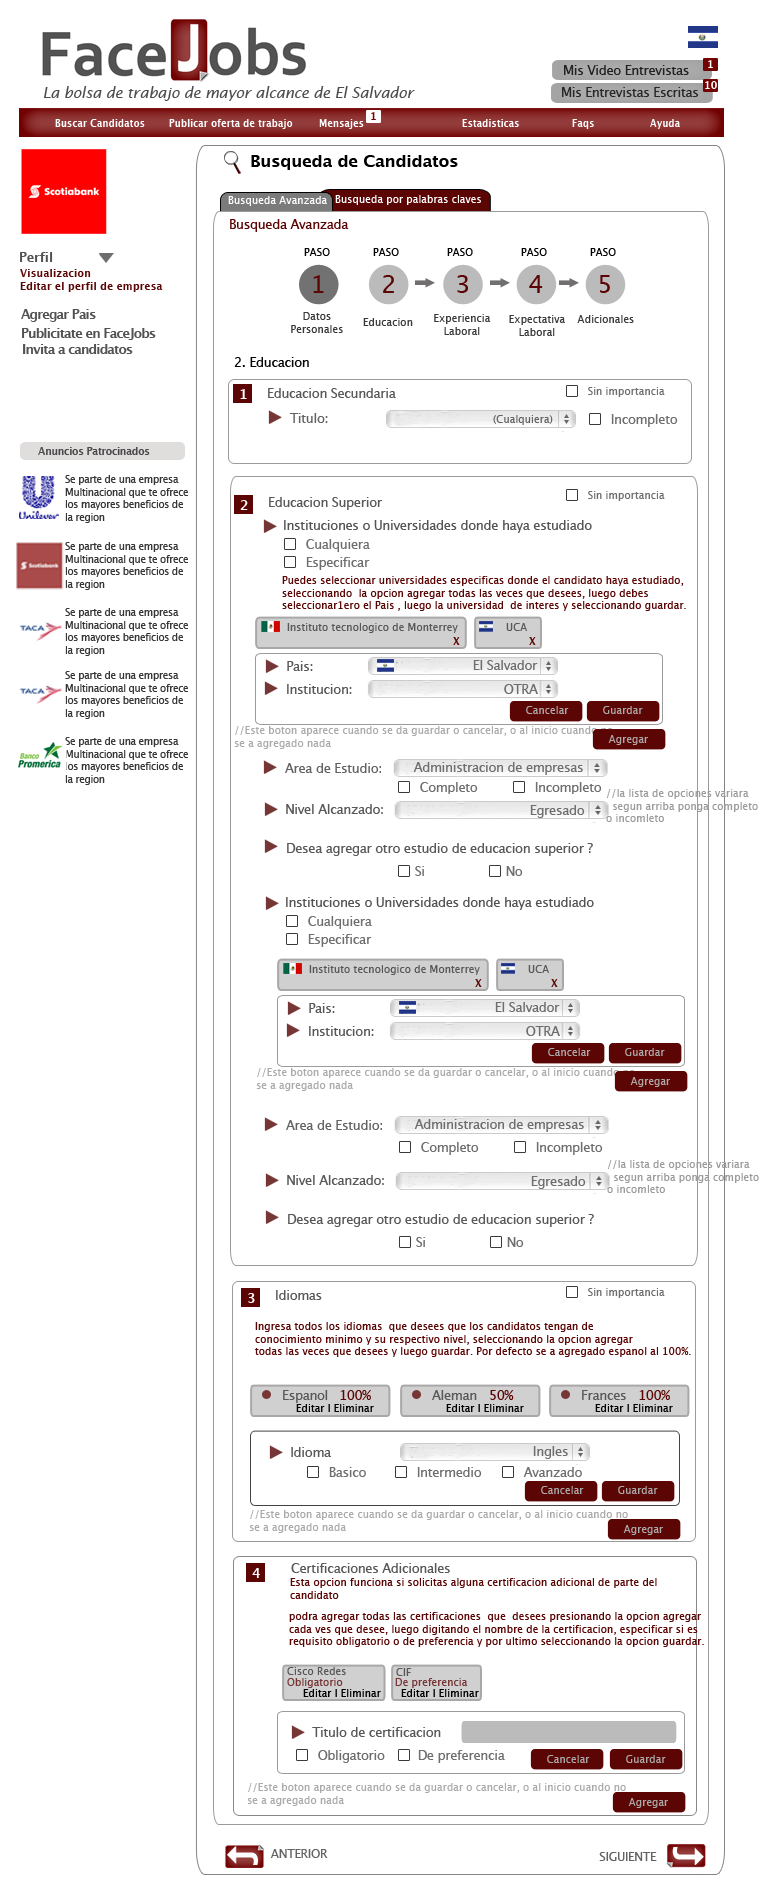 FaceJobs
La bolsa de trabajo de mayor alcance de El Salvador
Mis Video Entrevistas 1
Mis Entrevistas Escritas 10
Buscar Candidatos Publicar oferta de trabajo Mensajes 1 Estadisticas Faqs Ayuda
Scotiabank
Perfil
Visualizacion
Editar el perfil de empresa
Agregar Pais
Publicitate en FaceJobs
Invita a candidatos
Anuncios Patrocinados
Unilever
Se parte de una empresa
Multinacional que te ofrece
los mayores beneficios de
la region
Scotiabank
Se parte de una empresa
Multinacional que te ofrece
los mayores beneficios de
la region
TACA
Se parte de una empresa
Multinacional que te ofrece
los mayores beneficios de
la region
TACA
Se parte de una empresa
Multinacional que te ofrece
los mayores beneficios de
la region
Banco
Promerica
Se parte de una empresa
Multinacional que te ofrece
los mayores beneficios de
la region
Busqueda de Candidatos
Busqueda Avanzada Busqueda por palabras claves
Busqueda Avanzada
PASO PASO PASO PASO PASO
1 2 3 4 5
Datos
Personales
Educacion
Experiencia
Laboral
Expectativa
Laboral
Adicionales
2. Educacion
1 Educacion Secundaria Sin importancia
Titulo: (Cualquiera) Incompleto
2 Educacion Superior Sin importancia
Instituciones o Universidades donde haya estudiado
Cualquiera
Especificar
Puedes seleccionar universidades especificas donde el candidato haya estudiado,
seleccionando la opcion agregar todas las veces que desees, luego debes
seleccionar1ero el Pais , luego la universidad de interes y seleccionando guardar.
Instituto tecnologico de Monterrey X
UCA X
Pais: El Salvador
Institucion: OTRA
Cancelar Guardar
//Este boton aparece cuando se da guardar o cancelar, o al inicio cuando no
se a agregado nada
Agregar
Area de Estudio: Administracion de empresas
Completo Incompleto
//la lista de opciones variara
segun arriba ponga completo
o incomleto
Nivel Alcanzado: Egresado
Desea agregar otro estudio de educacion superior ?
Si No
Instituciones o Universidades donde haya estudiado
Cualquiera
Especificar
Instituto tecnologico de Monterrey X
UCA X
Pais: El Salvador
Institucion: OTRA
Cancelar Guardar
//Este boton aparece cuando se da guardar o cancelar, o al inicio cuando no
se a agregado nada
Agregar
Area de Estudio: Administracion de empresas
Completo Incompleto
//la lista de opciones variara
segun arriba ponga completo
o incomleto
Nivel Alcanzado: Egresado
Desea agregar otro estudio de educacion superior ?
Si No
3 Idiomas Sin importancia
Ingresa todos los idiomas que desees que los candidatos tengan de
conocimiento minimo y su respectivo nivel, seleccionando la opcion agregar
todas las veces que desees y luego guardar. Por defecto se a agregado espanol al 100%.
Espanol 100%
Editar I Eliminar
Aleman 50%
Editar I Eliminar
Frances 100%
Editar I Eliminar
Idioma Ingles
Basico Intermedio Avanzado
Cancelar Guardar
//Este boton aparece cuando se da guardar o cancelar, o al inicio cuando no
se a agregado nada
Agregar
4 Certificaciones Adicionales
Esta opcion funciona si solicitas alguna certificacion adicional de parte del
candidato
podra agregar todas las certificaciones que desees presionando la opcion agregar
cada ves que desee, luego digitando el nombre de la certificacion, especificar si es
requisito obligatorio o de preferencia y por ultimo seleccionando la opcion guardar.
Cisco Redes
Obligatorio
Editar I Eliminar
CIF
De preferencia
Editar I Eliminar
Titulo de certificacion
Obligatorio De preferencia
Cancelar Guardar
//Este boton aparece cuando se da guardar o cancelar, o al inicio cuando no
se a agregado nada
Agregar
ANTERIOR SIGUIENTE